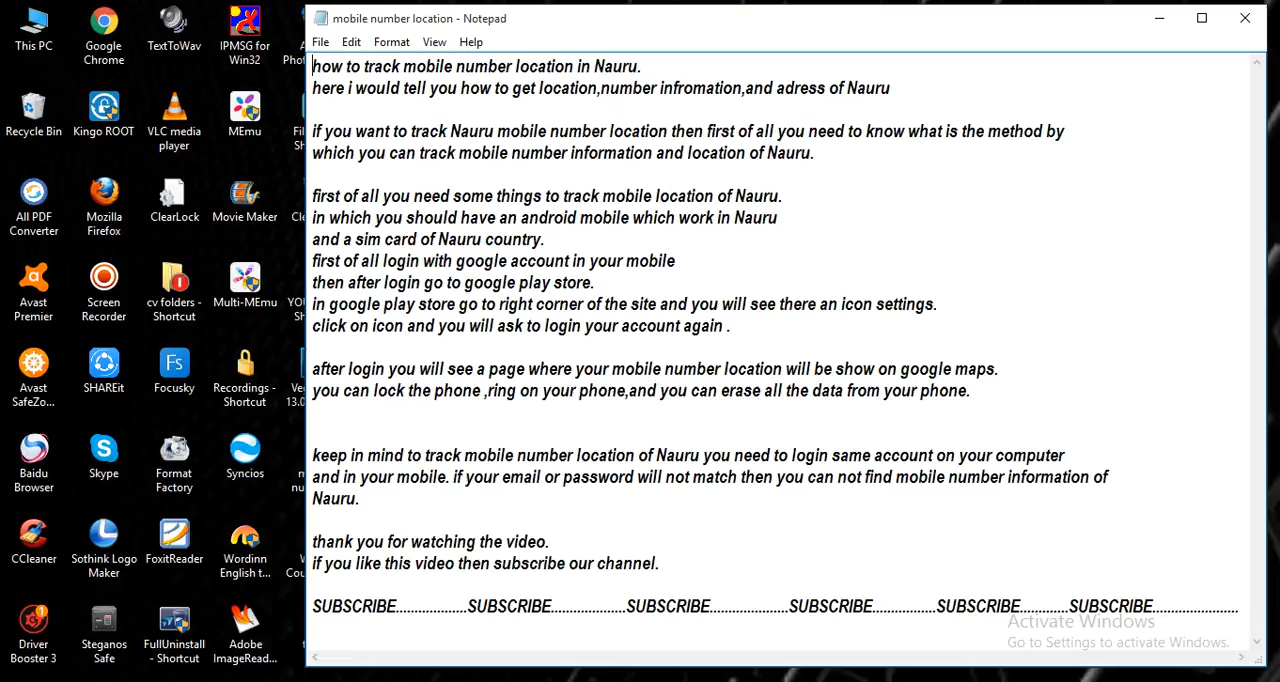 This PC
Google Chrome
TextToWav
IPMSG for Win32
Recycle Bin
Kingo ROOT
VLC media player
MEmu
All PDF Converter
Mozilla Firefox
ClearLock
Movie Maker
Avast Premier
Screen Recorder
cv folders - Shortcut
Multi-MEmu
Avast SafeZo...
SHAREit
Focusky
Recordings - Shortcut
Baidu Browser
Skype
Format Factory
Syncios
CCleaner
Sothink Logo Maker
FoxitReader
Wordinn English t...
Driver Booster 3
Steganos Safe
FullUninstall - Shortcut
Adobe ImageRead...
mobile number location - Notepad
File Edit Format View Help
how to track mobile number location in Nauru.
here i would tell you how to get location,number infromation,and adress of Nauru
if you want to track Nauru mobile number location then first of all you need to know what is the method by
which you can track mobile number information and location of Nauru.
first of all you need some things to track mobile location of Nauru.
in which you should have an android mobile which work in Nauru
and a sim card of Nauru country.
first of all login with google account in your mobile
then after login go to google play store.
in google play store go to right corner of the site and you will see there an icon settings.
click on icon and you will ask to login your account again .
after login you will see a page where your mobile number location will be show on google maps.
you can lock the phone ,ring on your phone,and you can erase all the data from your phone.
keep in mind to track mobile number location of Nauru you need to login same account on your computer
and in your mobile. if your email or password will not match then you can not find mobile number information of
Nauru.
thank you for watching the video.
if you like this video then subscribe our channel.
SUBSCRIBE.................SUBSCRIBE..................SUBSCRIBE...................SUBSCRIBE...............SUBSCRIBE............SUBSCRIBE.....................
Activate Windows
Go to Settings to activate Windows.